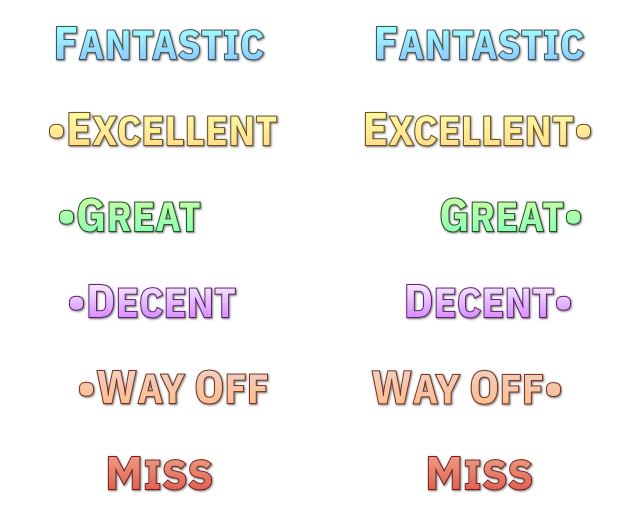 FANTASTIC FANTASTIC
•EXCELLENT EXCELLENT•
•GREAT GREAT•
•DECENT DECENT•
•WAY OFF WAY OFF•
MISS MISS